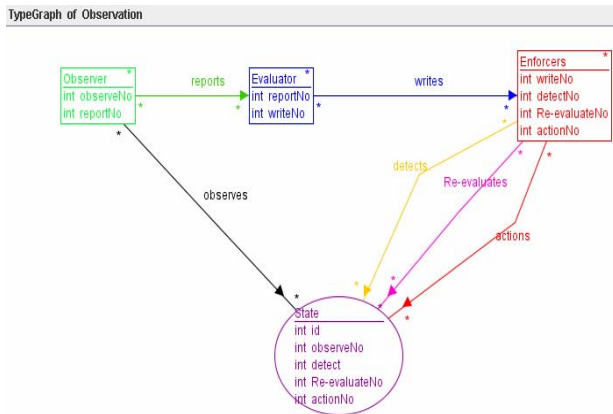 TypeGraph of Observation
Observer *
int observeNo
int reportNo
reports
*
*
Evaluator *
int reportNo
int writeNo
writes
*
*
Enforcers *
int writeNo
int detectNo
int Re-evaluateNo
int actionNo
*
observes
*
detects
*
*
Re-evaluates
*
*
actions
*
*
State
int id
int observeNo
int detect
int Re-evaluateNo
int actionNo